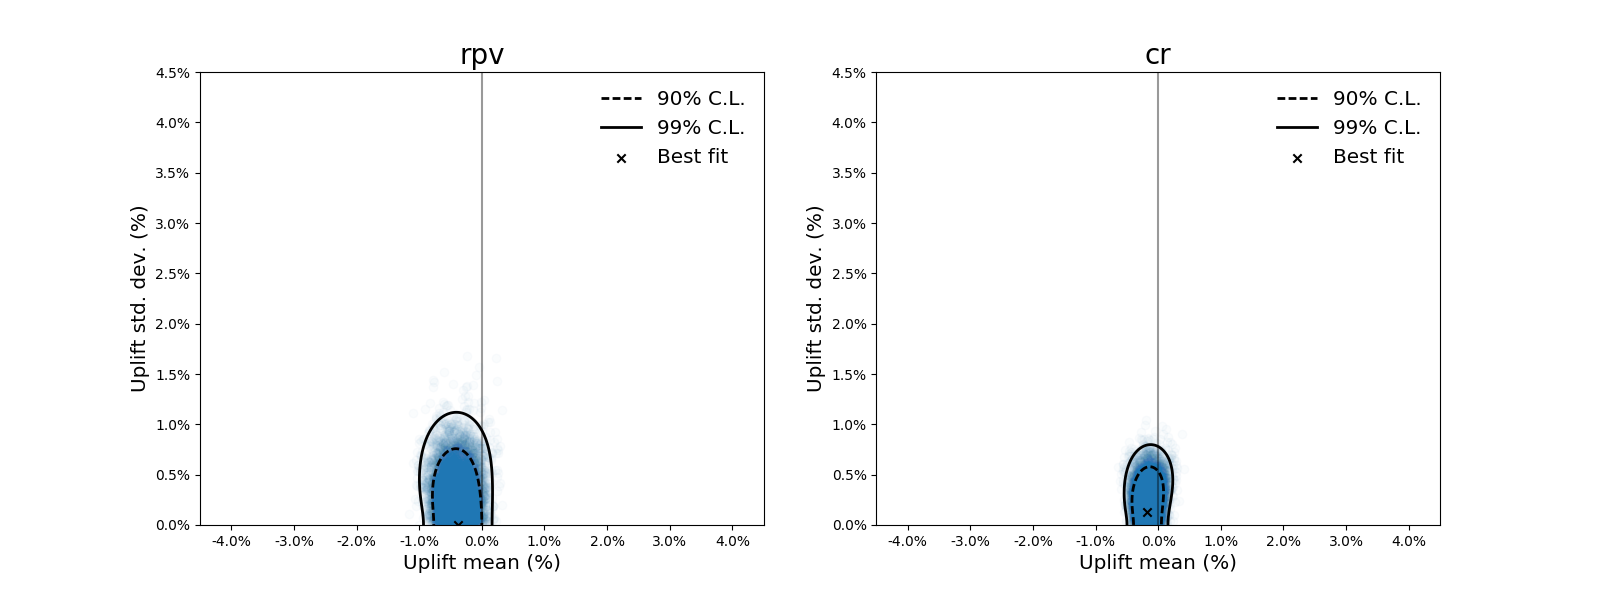 rpv
4.5%
4.0%
3.5%
3.0%
2.5%
2.0%
1.5%
1.0%
0.5%
0.0%
Uplift std. dev. (%)
90% C.L.
99% C.L.
Best fit
-4.0% -3.0% -2.0% -1.0% 0.0% 1.0% 2.0% 3.0% 4.0%
Uplift mean (%)
cr
4.5%
4.0%
3.5%
3.0%
2.5%
2.0%
1.5%
1.0%
0.5%
0.0%
Uplift std. dev. (%)
90% C.L.
99% C.L.
Best fit
-4.0% -3.0% -2.0% -1.0% 0.0% 1.0% 2.0% 3.0% 4.0%
Uplift mean (%)